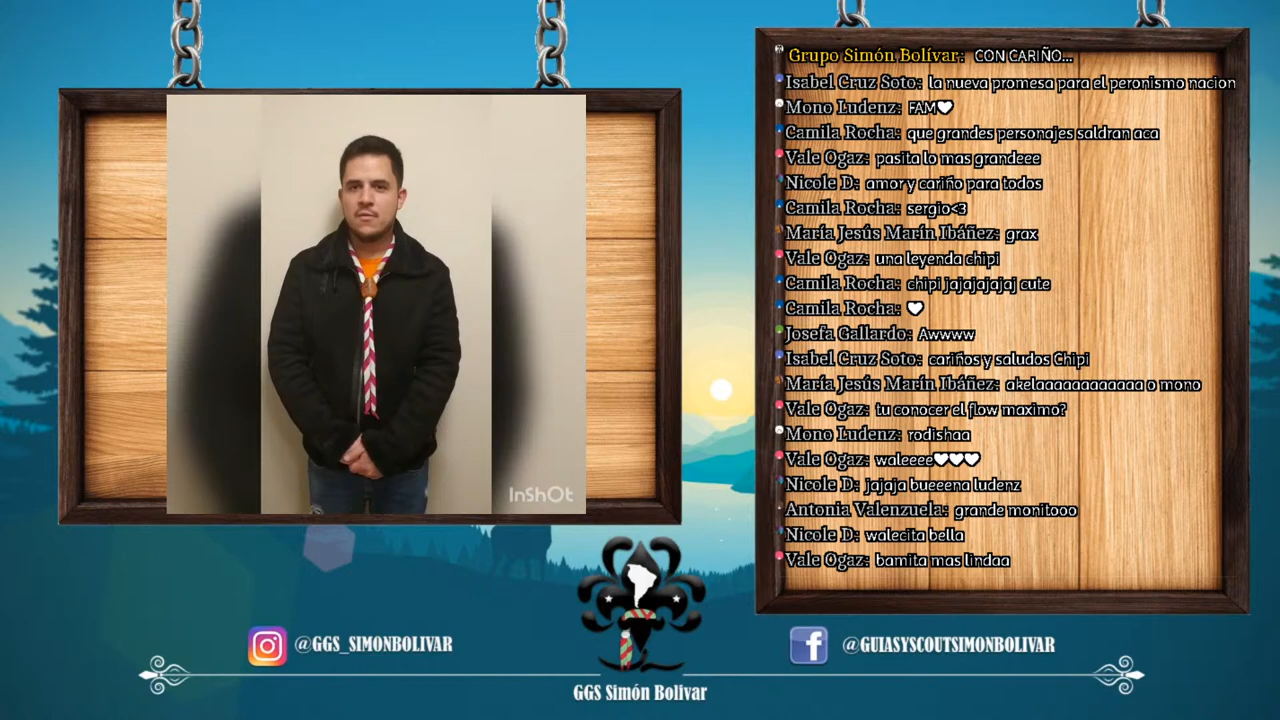 InShOt
Grupo Simón Bolívar: CON CARIÑO...
Isabel Cruz Soto: la nueva promesa para el peronismo nacion
Mono Ludenz: FAM🤍
Camila Rocha: que grandes personajes saldran aca
Vale Ogaz: pasita lo mas grandeee
Nicole D: amor y cariño para todos
Camila Rocha: sergio<3
María Jesús Marín Ibáñez: grax
Vale Ogaz: una leyenda chipi
Camila Rocha: chipi jajajajajaj cute
Camila Rocha: 🤍
Josefa Gallardo: Awwww
Isabel Cruz Soto: cariños y saludos Chipi
María Jesús Marín Ibáñez: akelaaaaaaaaaaaa o mono
Vale Ogaz: tu conocer el flow maximo?
Mono Ludenz: rodishaa
Vale Ogaz: waleeee🤍🤍🤍
Nicole D: jajaja bueeena ludenz
Antonia Valenzuela: grande monitooo
Nicole D: walecita bella
Vale Ogaz: bamita mas lindaa
@GGS_SIMONBOLIVAR
@GUIASYSCOUTSIMONBOLIVAR
GGS Simón Bolivar